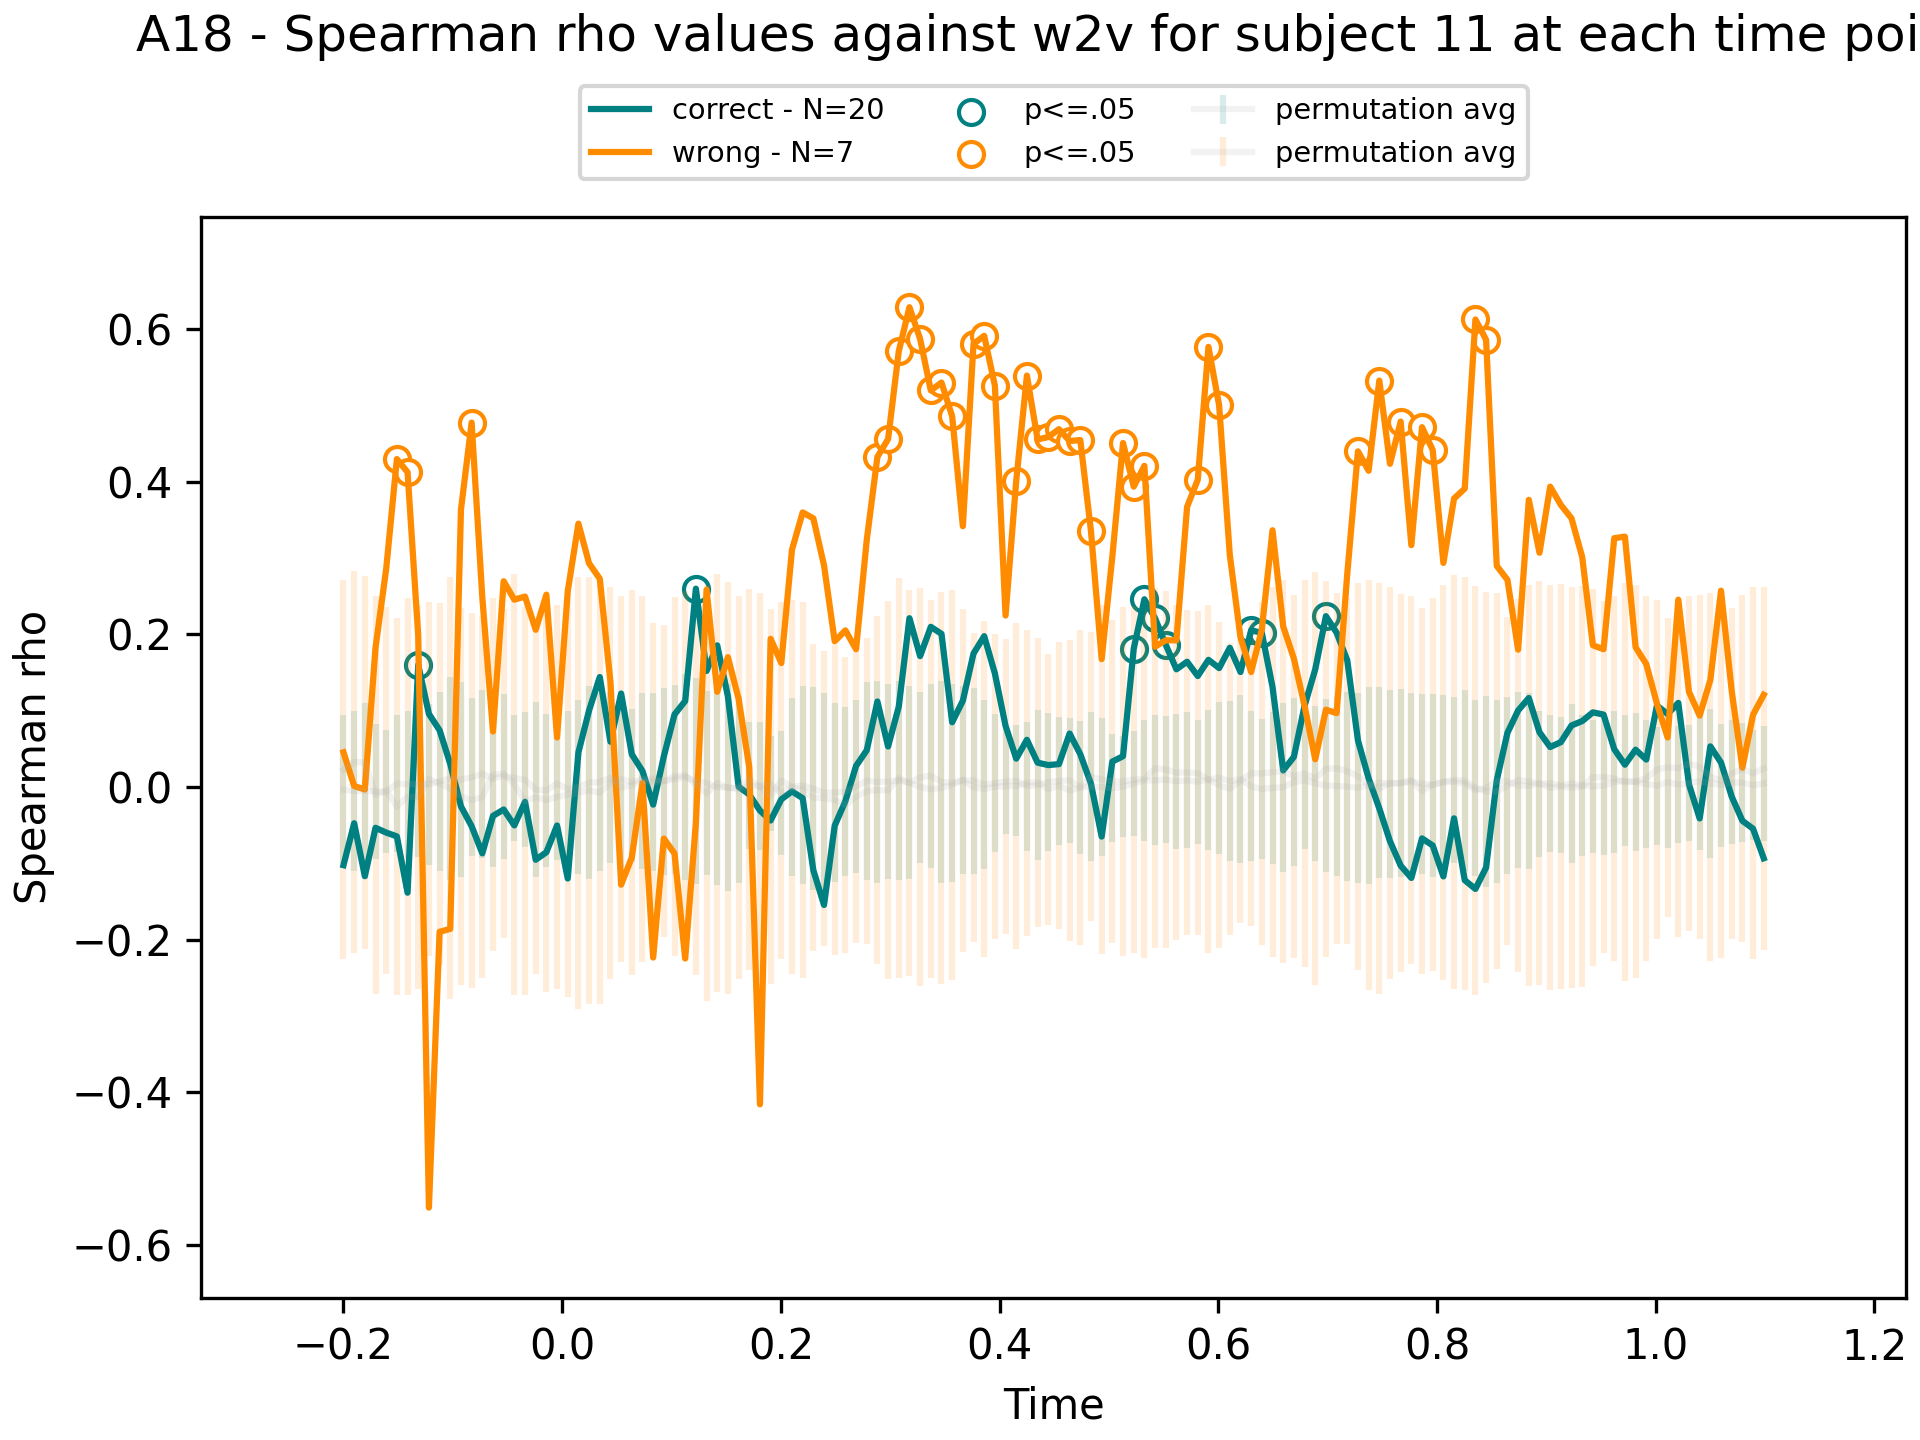 A18 - Spearman rho values against w2v for subject 11 at each time poi
correct - N=20 p<=.05 permutation avg
wrong - N=7 p<=.05 permutation avg
0.6
0.4
0.2
0.0
−0.2
−0.4
−0.6
Spearman rho
−0.2 0.0 0.2 0.4 0.6 0.8 1.0 1.2
Time